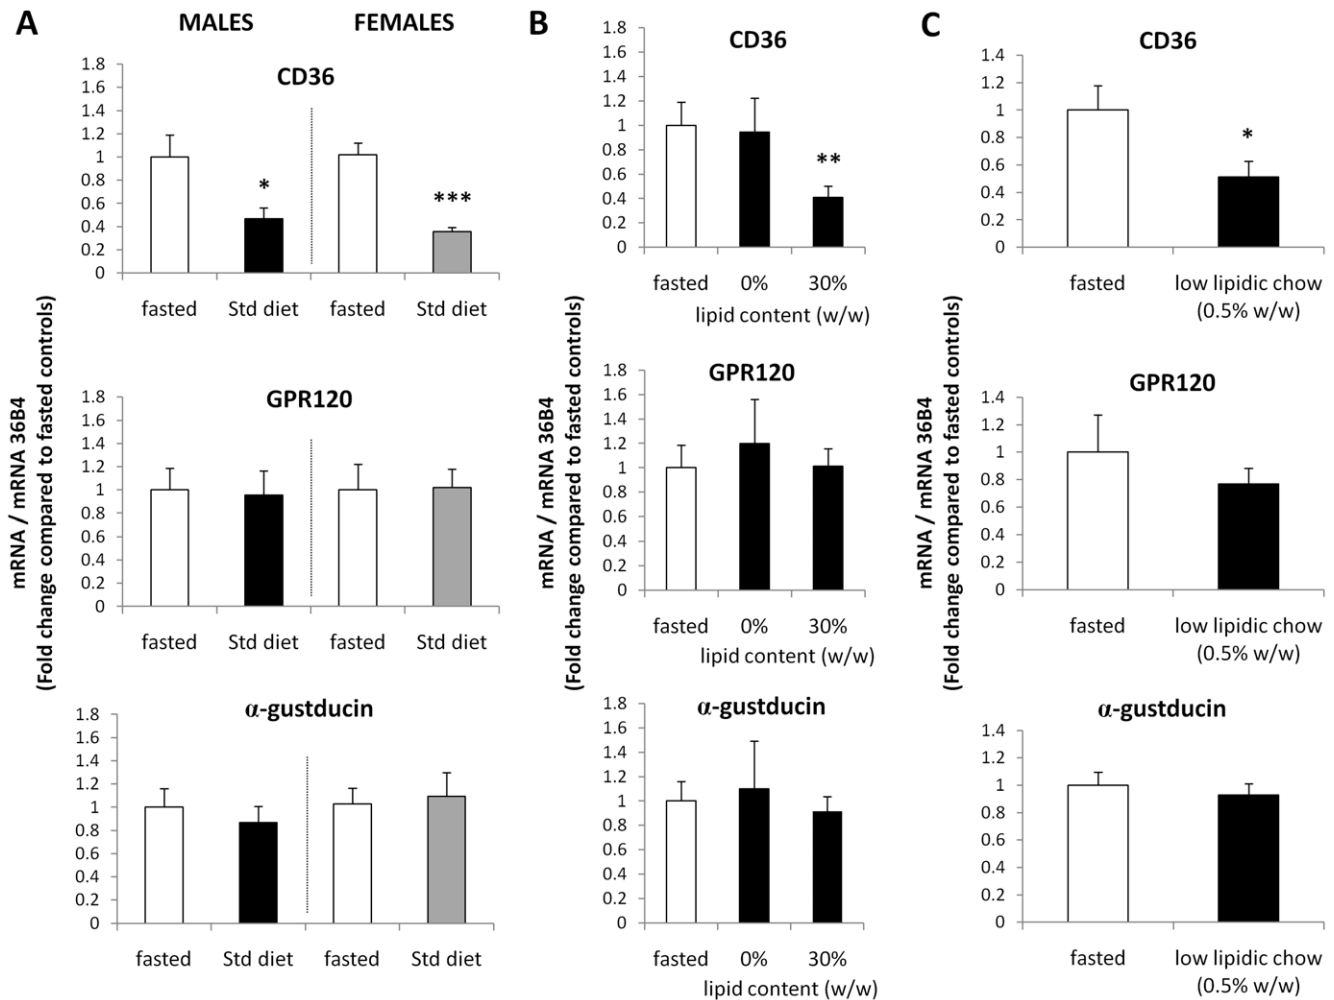 A
MALES
FEMALES
CD36
1.8
1.6
1.4
1.2
1
0.8
0.6
0.4
0.2
0
*
***
fasted
Std diet
fasted
Std diet
GPR120
1.8
1.6
1.4
1.2
1
0.8
0.6
0.4
0.2
0
fasted
Std diet
fasted
Std diet
α-gustducin
1.8
1.6
1.4
1.2
1
0.8
0.6
0.4
0.2
0
fasted
Std diet
fasted
Std diet
mRNA / mRNA 36B4
(Fold change compared to fasted controls)
B
CD36
1.8
1.6
1.4
1.2
1
0.8
0.6
0.4
0.2
0
**
fasted
0%
30%
lipid content (w/w)
GPR120
1.8
1.6
1.4
1.2
1
0.8
0.6
0.4
0.2
0
fasted
0%
30%
lipid content (w/w)
α-gustducin
1.8
1.6
1.4
1.2
1
0.8
0.6
0.4
0.2
0
fasted
0%
30%
lipid content (w/w)
mRNA / mRNA 36B4
(Fold change compared to fasted controls)
C
CD36
1.4
1.2
1
0.8
0.6
0.4
0.2
0
*
fasted
low lipidic chow
(0.5% w/w)
GPR120
1.4
1.2
1
0.8
0.6
0.4
0.2
0
fasted
low lipidic chow
(0.5% w/w)
α-gustducin
1.4
1.2
1
0.8
0.6
0.4
0.2
0
fasted
low lipidic chow
(0.5% w/w)
mRNA / mRNA 36B4
(Fold change compared to fasted controls)